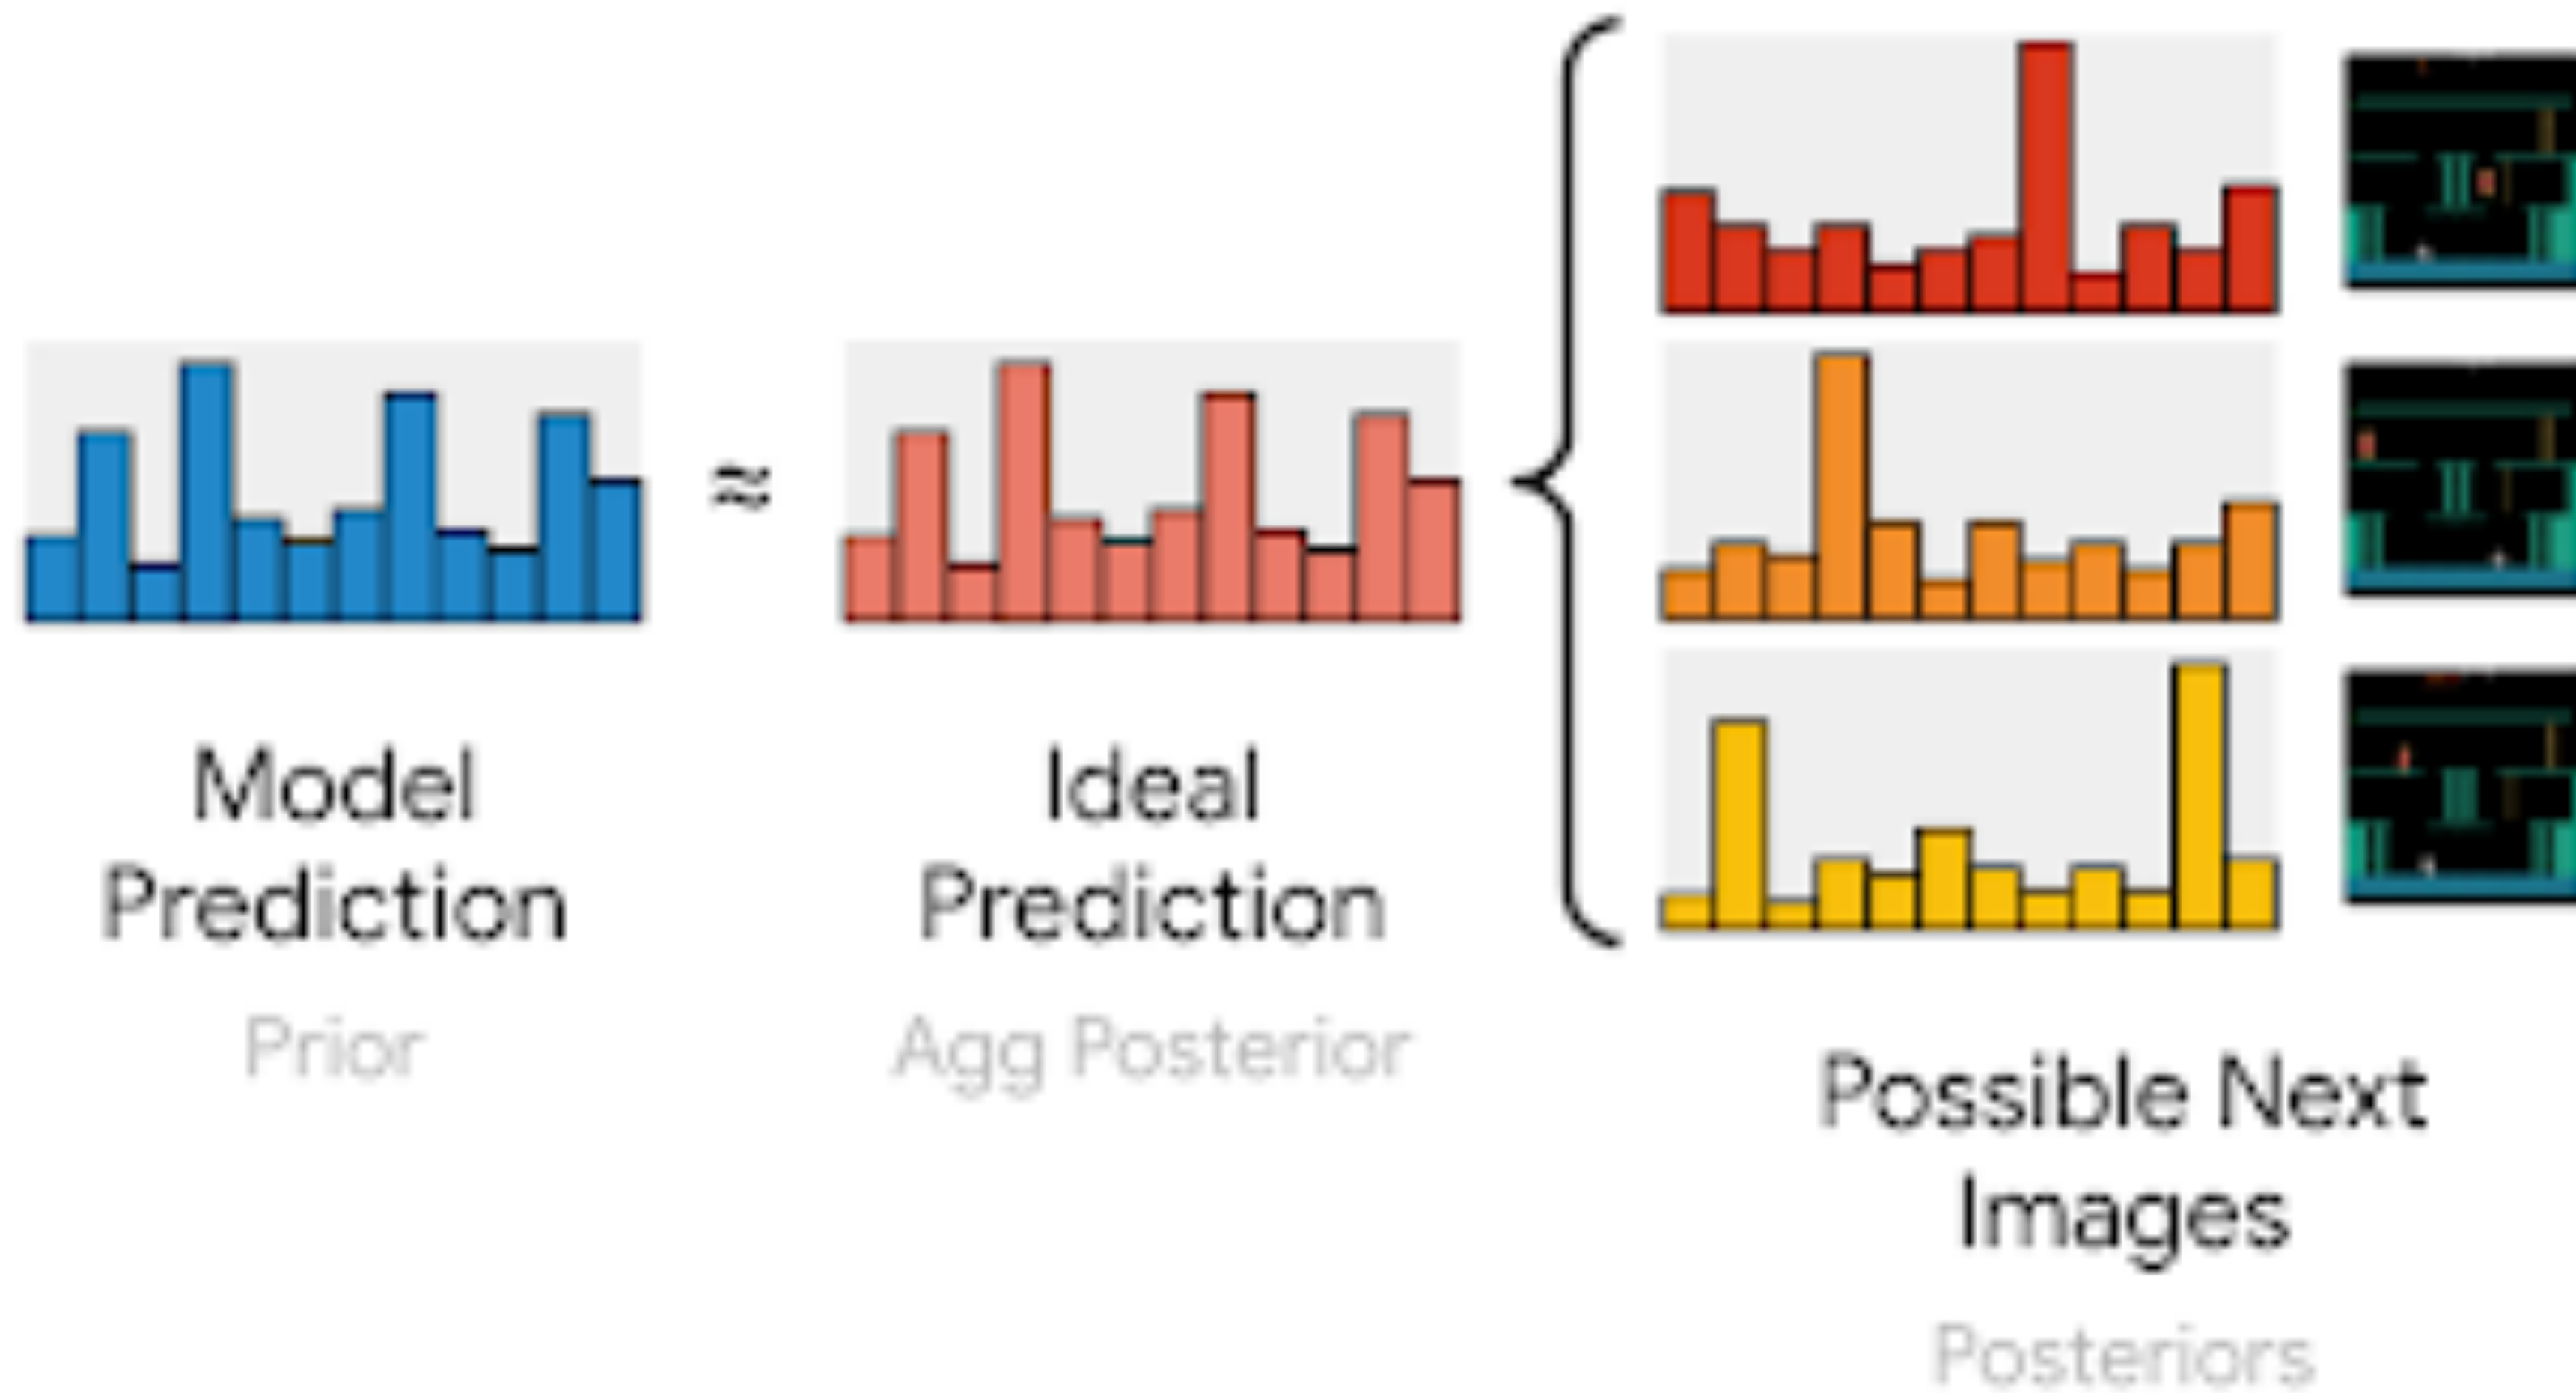 ≈
Model
Prediction
Prior
Ideal
Prediction
Agg Posterior
Possible Next
Images
Posteriors